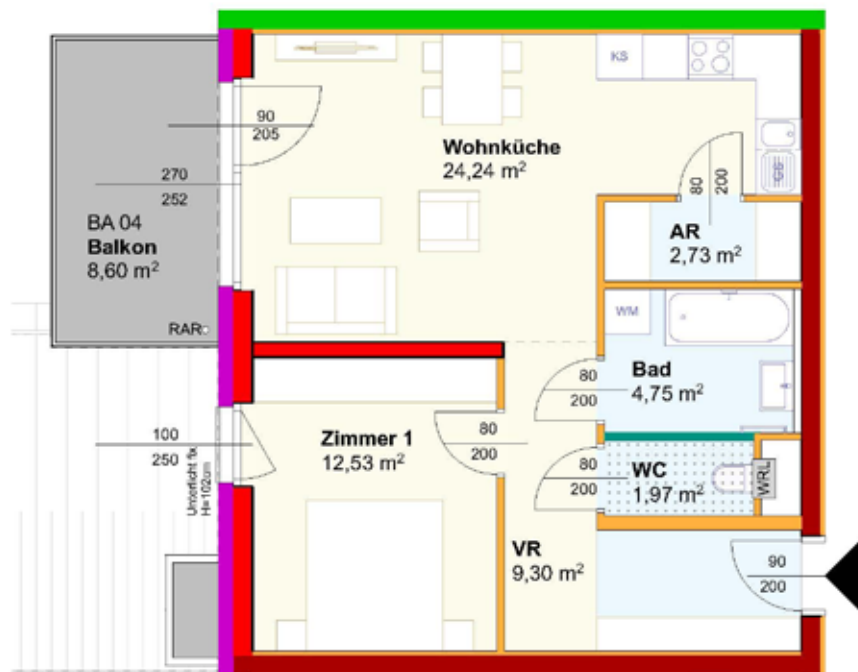 KS
90
205
Wohnküche
24,24 m²
80
200
GS
270
252
BA 04
Balkon
8,60 m²
AR
2,73 m²
RAR
WM
Bad
4,75 m²
80
200
100
250
Unterlicht fix
H=102cm
Zimmer 1
12,53 m²
80
200
80
200
WC
1,97 m²
WRL
VR
9,30 m²
90
200